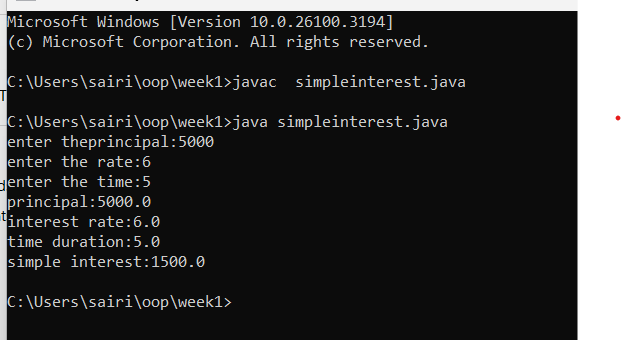 Microsoft Windows [Version 10.0.26100.3194]
(c) Microsoft Corporation. All rights reserved.
C:\Users\sairi\oop\week1>javac  simpleinterest.java
C:\Users\sairi\oop\week1>java simpleinterest.java
enter theprincipal:5000
enter the rate:6
enter the time:5
principal:5000.0
interest rate:6.0
time duration:5.0
simple interest:1500.0
C:\Users\sairi\oop\week1>